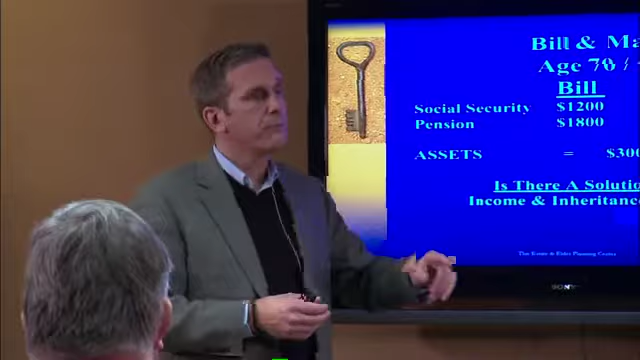 Bill & Ma
Age 78 /
Bill
Social Security $1200
Pension $1800
ASSETS = $300
Is There A Solutio
Income & Inheritance
The Estate & Elder Planning Center
SONY